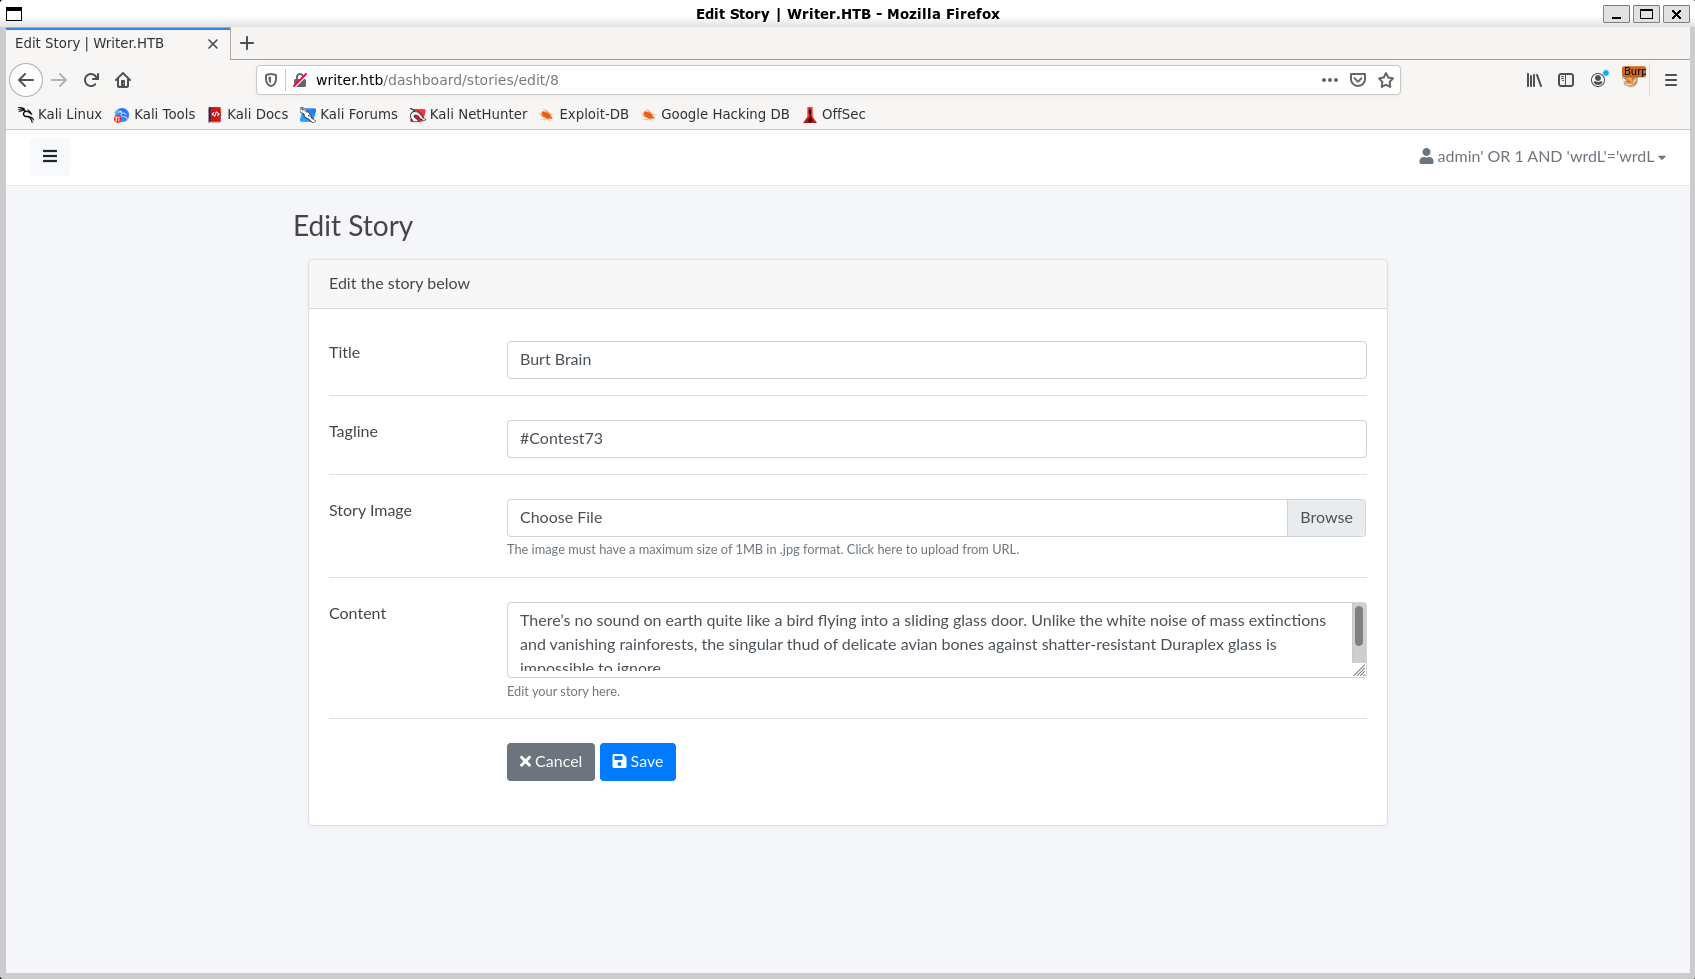 Edit Story | Writer.HTB - Mozilla Firefox
Edit Story | Writer.HTB
writer.htb/dashboard/stories/edit/8
Burp
Kali Linux Kali Tools Kali Docs Kali Forums Kali NetHunter Exploit-DB Google Hacking DB OffSec
admin' OR 1 AND 'wrdL'='wrdL
Edit Story
Edit the story below
Title
Burt Brain
Tagline
#Contest73
Story Image
Choose File Browse
The image must have a maximum size of 1MB in .jpg format. Click here to upload from URL.
Content
There’s no sound on earth quite like a bird flying into a sliding glass door. Unlike the white noise of mass extinctions
and vanishing rainforests, the singular thud of delicate avian bones against shatter-resistant Duraplex glass is
impossible to ignore
Edit your story here.
Cancel Save